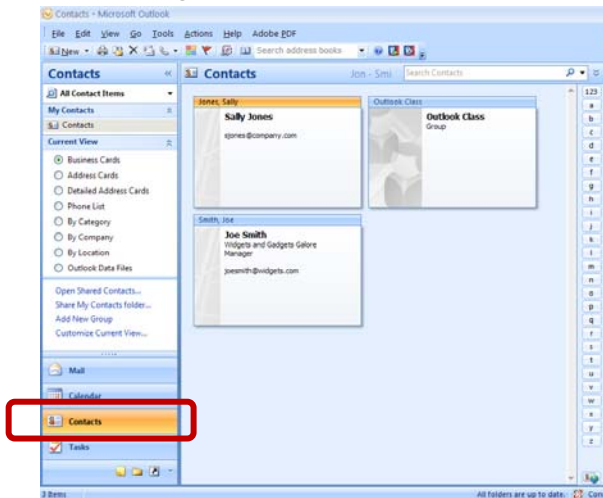 Contacts - Microsoft Outlook
File Edit View Go Tools Actions Help Adobe PDF
New Search address books
Contacts «
Contacts Jon - Smi Search Contacts
All Contact Items
My Contacts
Contacts
Current View
Business Cards
Address Cards
Detailed Address Cards
Phone List
By Category
By Company
By Location
Outlook Data Files
Open Shared Contacts...
Share My Contacts folder...
Add New Group
Customize Current View...
Mail
Calendar
Contacts
Tasks
Jones, Sally
Sally Jones
sjones@company.com
Outlook Class
Outlook Class
Group
Smith, Joe
Joe Smith
Widgets and Gadgets Galore
Manager
joesmith@widgets.com
123
a
b
c
d
e
f
g
h
i
j
k
l
m
n
o
p
q
r
s
t
u
v
w
x
y
z
3 Items All folders are up to date. Con